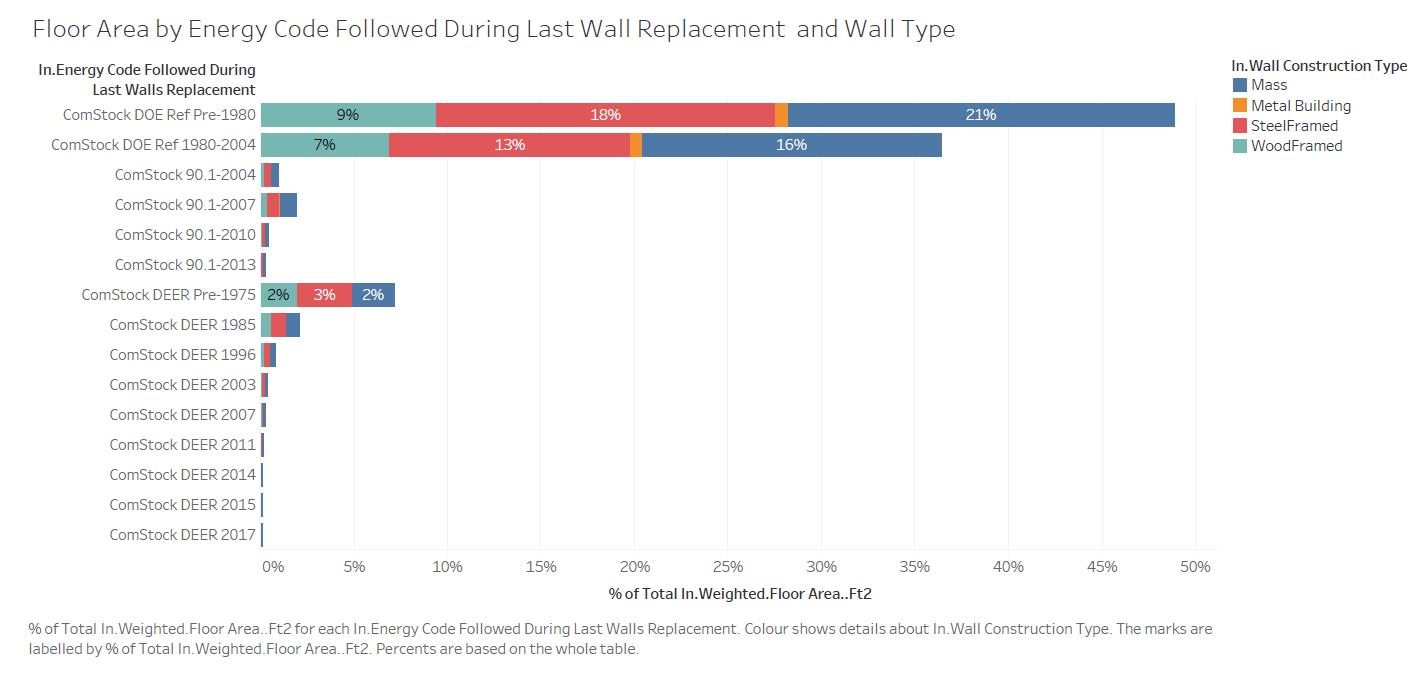 Floor Area by Energy Code Followed During Last Wall Replacement  and Wall Type
In.Energy Code Followed During
Last Walls Replacement
In.Wall Construction Type
Mass
Metal Building
SteelFramed
WoodFramed
ComStock DOE Ref Pre-1980 9% 18% 21%
ComStock DOE Ref 1980-2004 7% 13% 16%
ComStock 90.1-2004
ComStock 90.1-2007
ComStock 90.1-2010
ComStock 90.1-2013
ComStock DEER Pre-1975 2% 3% 2%
ComStock DEER 1985
ComStock DEER 1996
ComStock DEER 2003
ComStock DEER 2007
ComStock DEER 2011
ComStock DEER 2014
ComStock DEER 2015
ComStock DEER 2017
0% 5% 10% 15% 20% 25% 30% 35% 40% 45% 50%
% of Total In.Weighted.Floor Area..Ft2
% of Total In.Weighted.Floor Area..Ft2 for each In.Energy Code Followed During Last Walls Replacement. Colour shows details about In.Wall Construction Type. The marks are
labelled by % of Total In.Weighted.Floor Area..Ft2. Percents are based on the whole table.